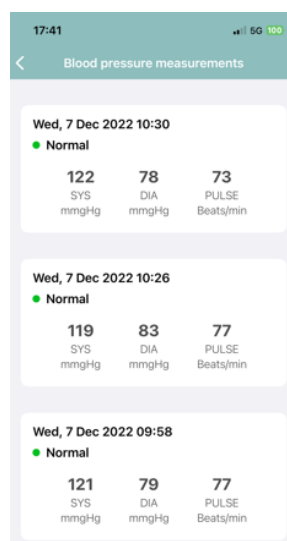 17:41 5G 100
Blood pressure measurements
Wed, 7 Dec 2022 10:30
Normal
122 78 73
SYS DIA PULSE
mmgHg mmgHg Beats/min
Wed, 7 Dec 2022 10:26
Normal
119 83 77
SYS DIA PULSE
mmgHg mmgHg Beats/min
Wed, 7 Dec 2022 09:58
Normal
121 79 77
SYS DIA PULSE
mmgHg mmgHg Beats/min